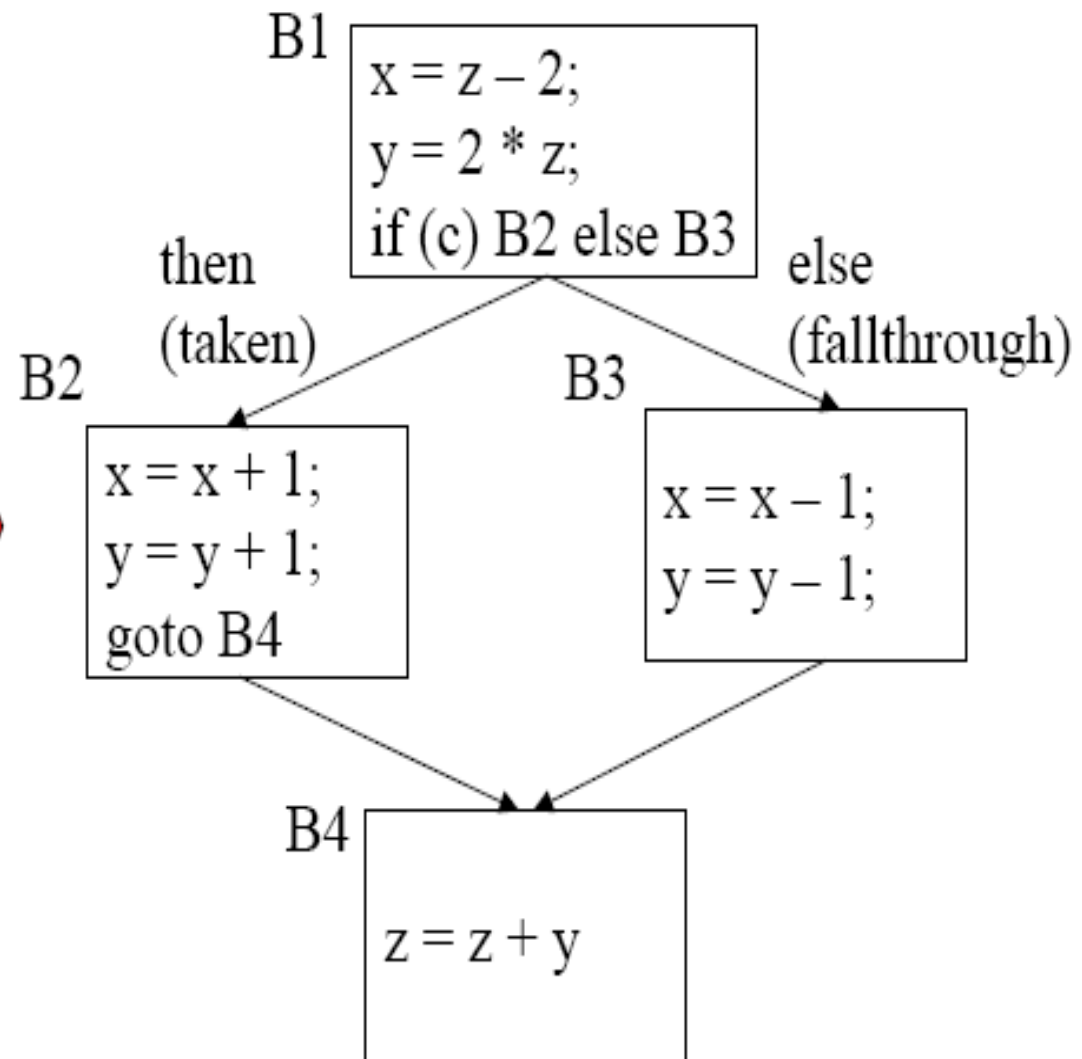 B1
x = z – 2;
y = 2 * z;
if (c) B2 else B3
then
(taken)
else
(fallthrough)
B2
x = x + 1;
y = y + 1;
goto B4
B3
x = x – 1;
y = y – 1;
B4
z = z + y